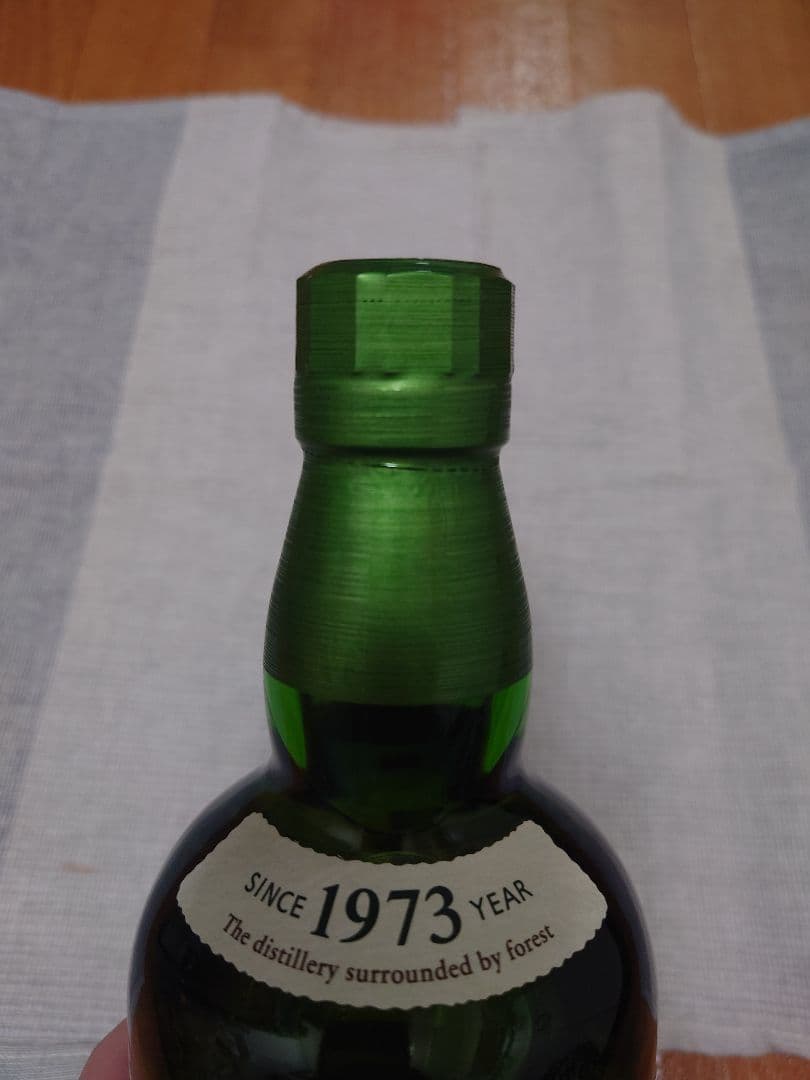 SINCE 1973 YEAR
The distillery surrounded by forest